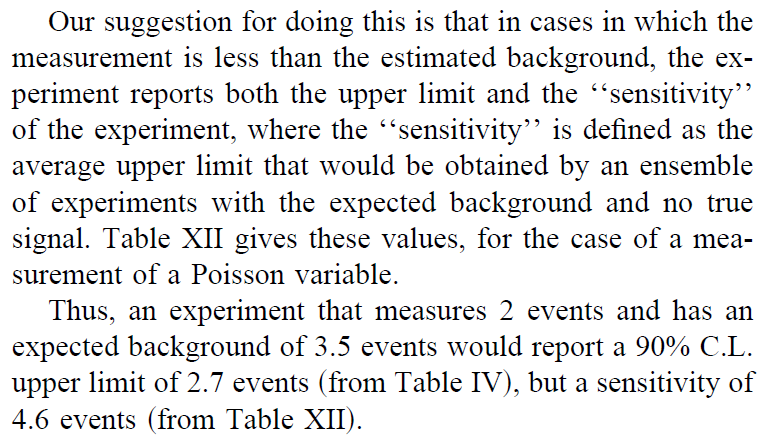 Our suggestion for doing this is that in cases in which the
measurement is less than the estimated background, the ex-
periment reports both the upper limit and the ‘‘sensitivity’’
of the experiment, where the ‘‘sensitivity’’ is defined as the
average upper limit that would be obtained by an ensemble
of experiments with the expected background and no true
signal. Table XII gives these values, for the case of a mea-
surement of a Poisson variable.
Thus, an experiment that measures 2 events and has an
expected background of 3.5 events would report a 90% C.L.
upper limit of 2.7 events (from Table IV), but a sensitivity of
4.6 events (from Table XII).